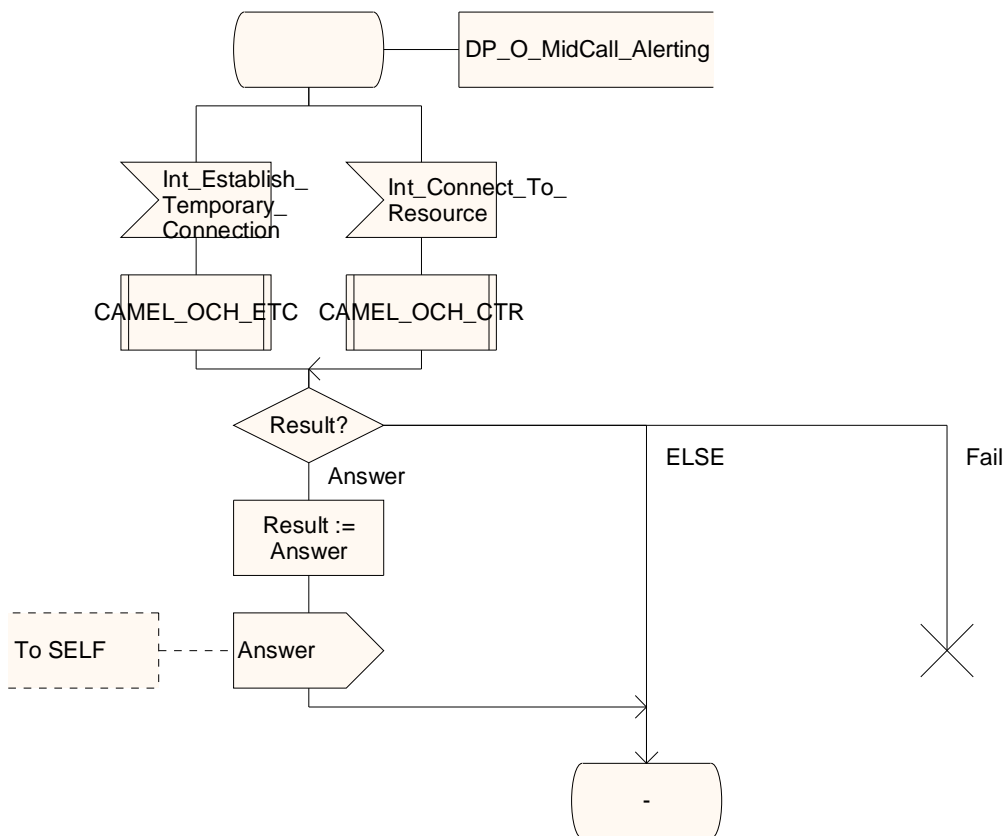 DP_O_MidCall_Alerting
Int_Establish_
Temporary_
Connection
Int_Connect_To_
Resource
CAMEL_OCH_ETC
CAMEL_OCH_CTR
Result?
ELSE
Fail
Answer
Result :=
Answer
To SELF
Answer
-